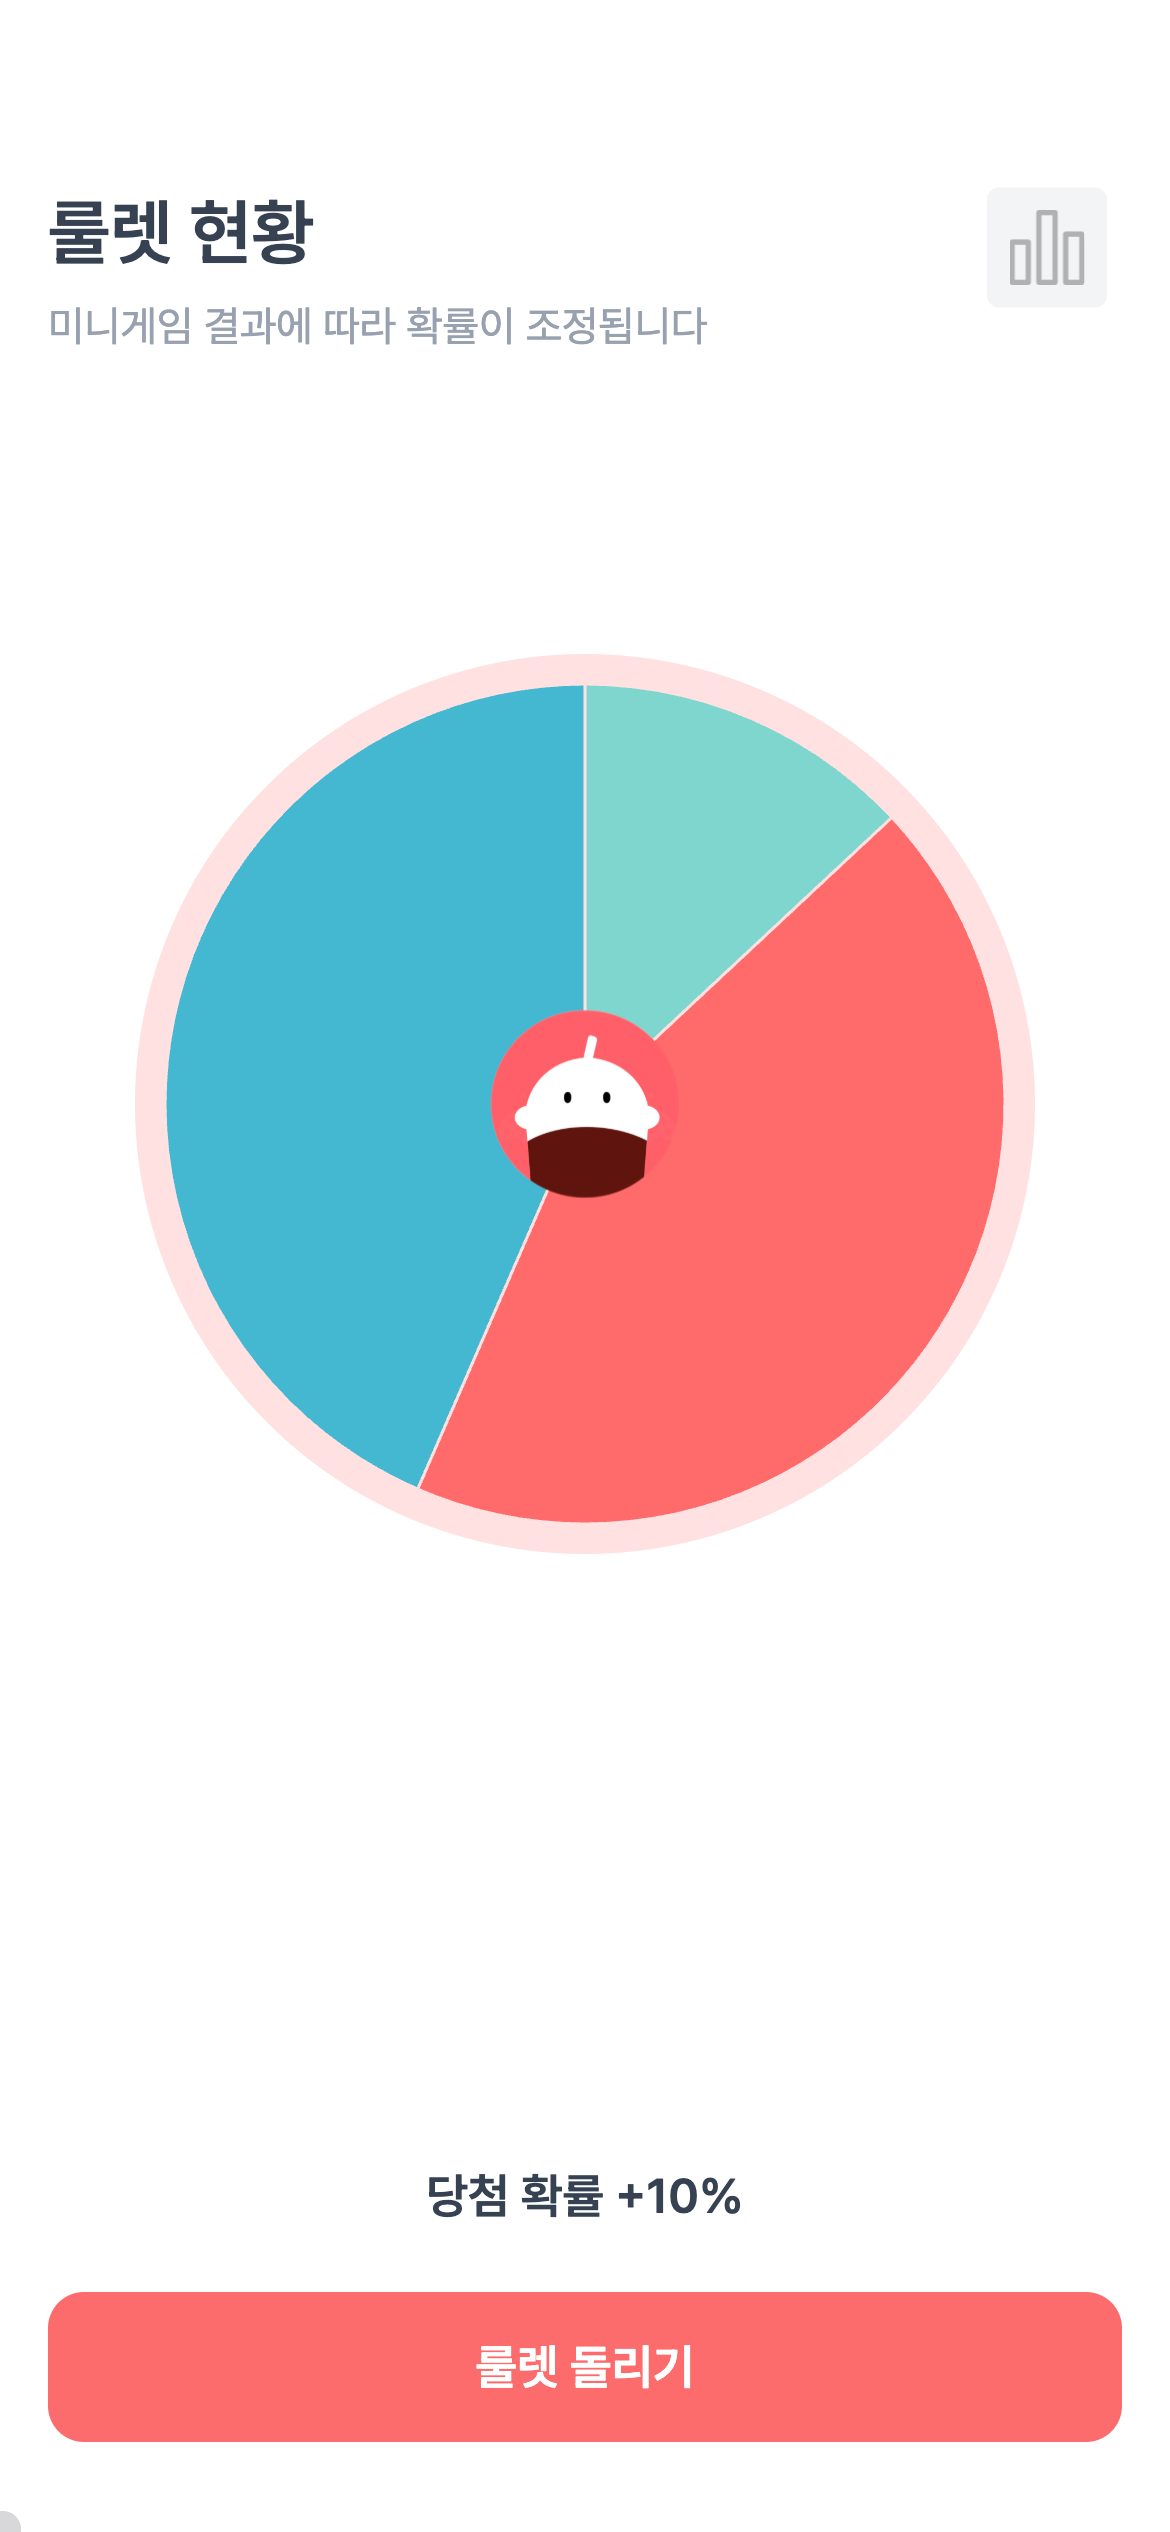 룰렛 현황
미니게임 결과에 따라 확률이 조정됩니다
당첨 확률 +10%
룰렛 돌리기